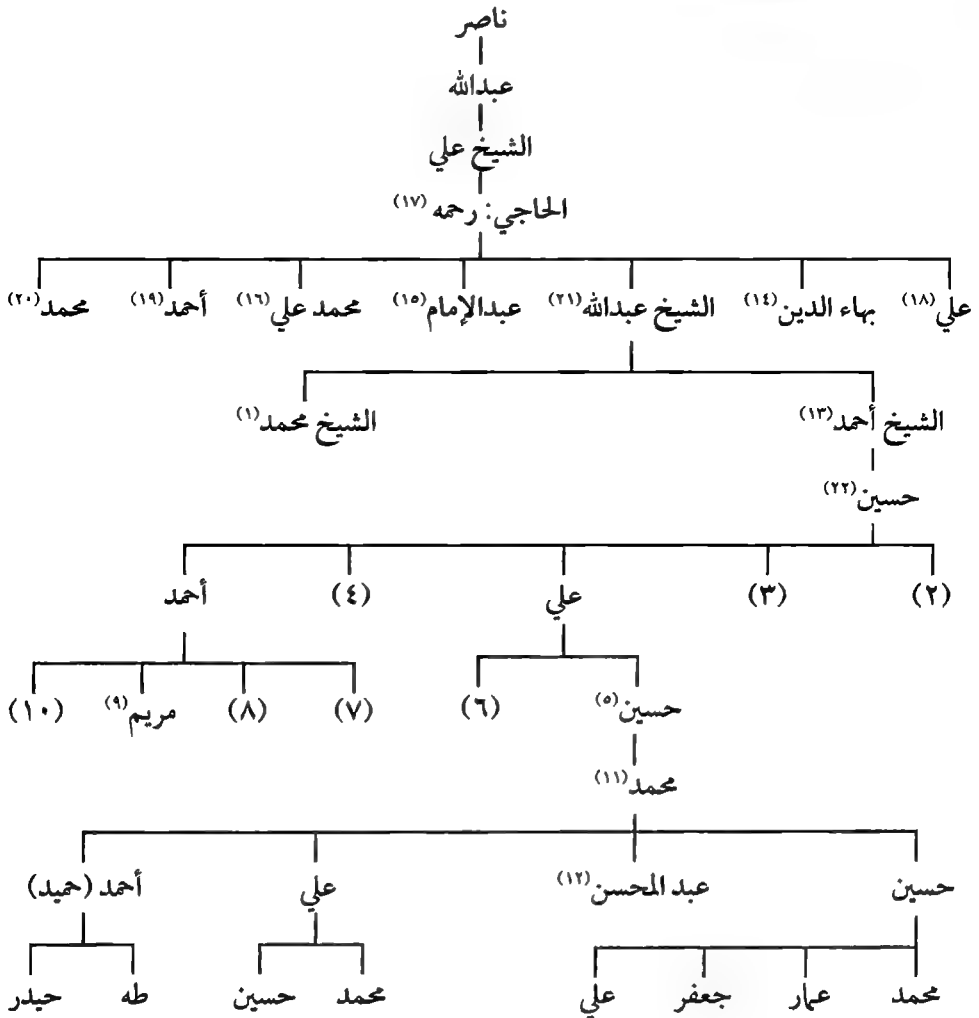 ناصر
عبدالله
الشيخ علي
الحاجي: رحمه (١٧)
علي (١٨) بهاء الدين (١٤) الشيخ عبدالله (٢١) عبدالإمام (١٥) محمد علي (١٦) أحمد (١٩) محمد (٢٠)
الشيخ أحمد (١٣) الشيخ محمد (١)
حسين (٢٢)
(٢) (٣) علي (٤) أحمد
حسين (٥) (٦) (٧) (٨) مريم (٩) (١٠)
محمد (١١)
حسين عبد المحسن (١٢) علي أحمد (حميد)
محمد عمار جعفر علي محمد حسين طه حيدر